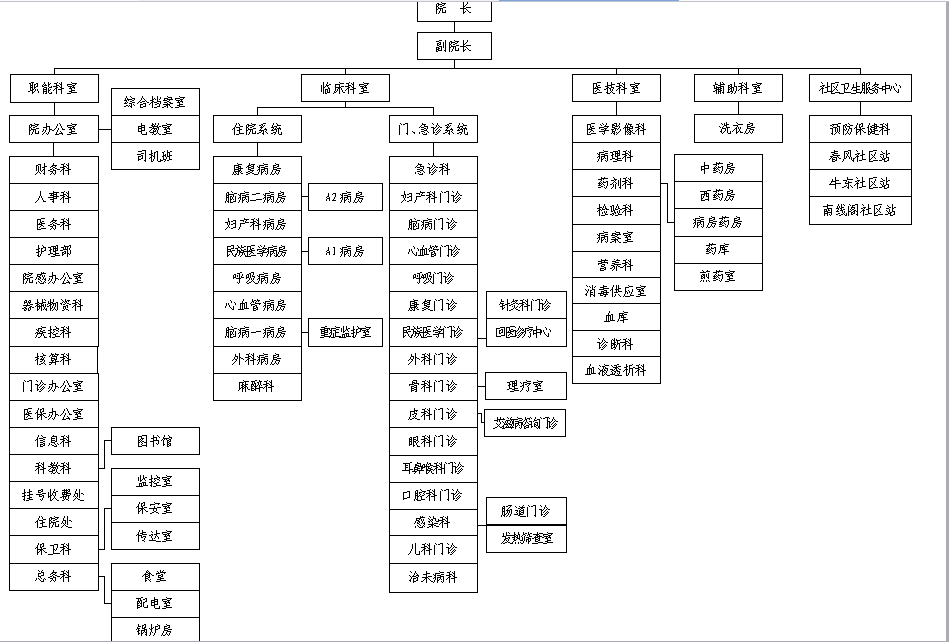 院 长
副院长
职能科室
院办公室
综合档案室
电教室
司机班
财务科
人事科
医务科
护理部
院感办公室
器械物资科
疾控科
核算科
门诊办公室
医保办公室
信息科
科教科
挂号收费处
住院处
保卫科
总务科
图书馆
监控室
保安室
传达室
食堂
配电室
锅炉房
临床科室
住院系统
康复病房
脑病二病房
妇产科病房
民族医学病房
呼吸病房
心血管病房
脑病一病房
外科病房
麻醉科
A2病房
A1病房
重症监护室
门、急诊系统
急诊科
妇产科门诊
脑病门诊
心血管门诊
呼吸门诊
康复门诊
民族医学门诊
外科门诊
骨科门诊
皮科门诊
眼科门诊
耳鼻喉科门诊
口腔科门诊
感染科
儿科门诊
治未病科
针灸科门诊
回医诊疗中心
理疗室
艾滋病咨询门诊
肠道门诊
发热筛查室
医技科室
医学影像科
病理科
药剂科
检验科
病案室
营养科
消毒供应室
血库
诊断科
血液透析科
辅助科室
洗衣房
中药房
西药房
病房药房
药库
煎药室
社区卫生服务中心
预防保健科
春风社区站
牛东社区站
南线阁社区站